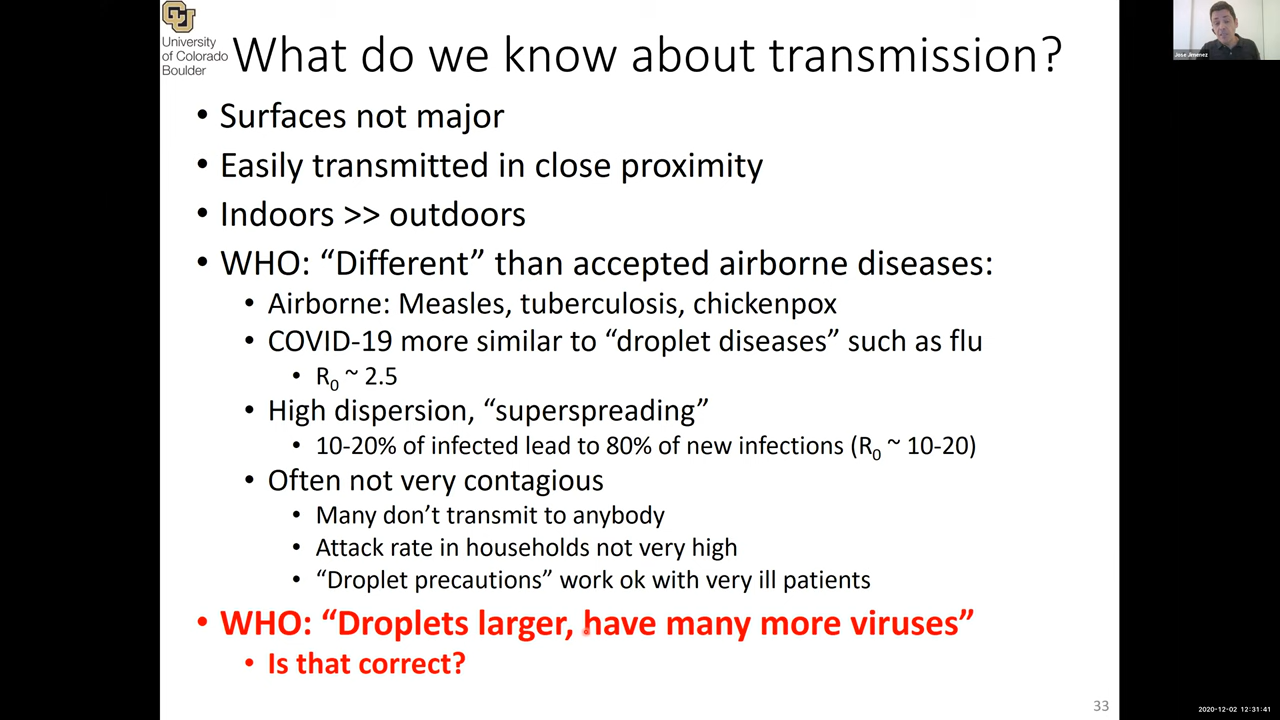 University
of Colorado
Boulder
What do we know about transmission?
Jose Jimenez
• Surfaces not major
• Easily transmitted in close proximity
• Indoors >> outdoors
• WHO: “Different” than accepted airborne diseases:
• Airborne: Measles, tuberculosis, chickenpox
• COVID-19 more similar to “droplet diseases” such as flu
• R0 ~ 2.5
• High dispersion, “superspreading”
• 10-20% of infected lead to 80% of new infections (R0 ~ 10-20)
• Often not very contagious
• Many don’t transmit to anybody
• Attack rate in households not very high
• “Droplet precautions” work ok with very ill patients
• WHO: “Droplets larger, have many more viruses”
• Is that correct?
33
2020-12-02 12:31:41